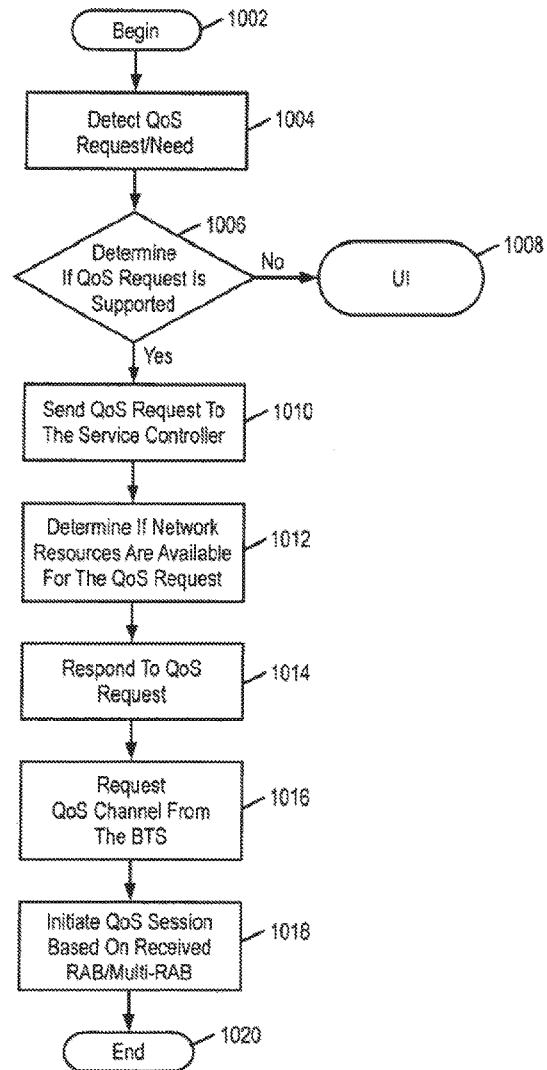 Begin
1002
Detect QoS
Request/Need
1004
1006
Determine
If QoS Request Is
Supported
No
1008
UI
Yes
Send QoS Request To
The Service Controller
1010
Determine If Network
Resources Are Available
For The QoS Request
1012
Respond To QoS
Request
1014
Request
QoS Channel From
The BTS
1016
Initiate QoS Session
Based On Received
RAB/Multi-RAB
1018
End
1020